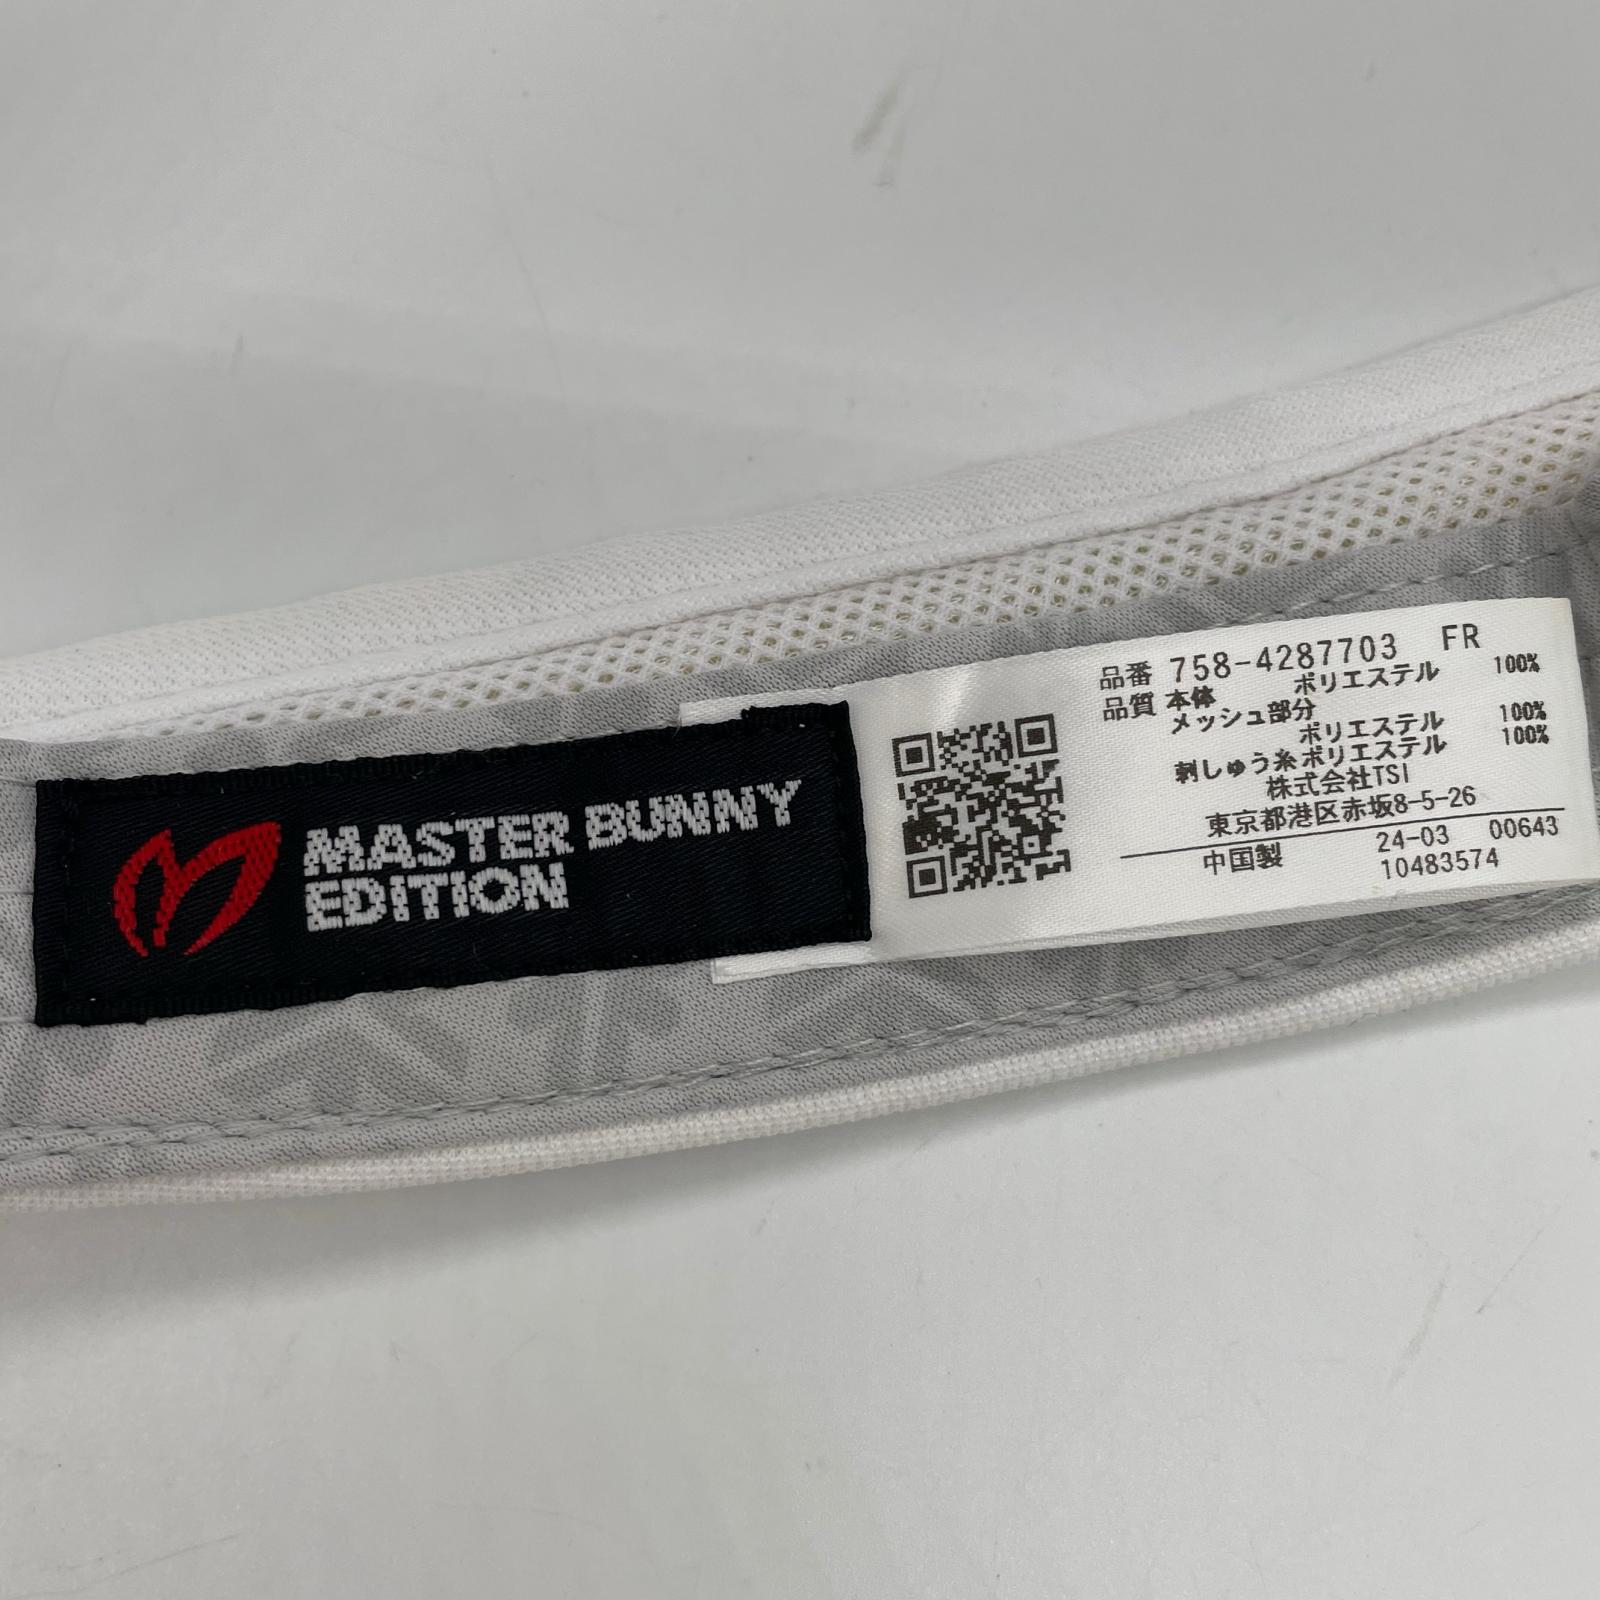 MASTER BUNNY
EDITION
品番 758-4287703 FR
品質 本体 ポリエステル 100%
メッシュ部分
ポリエステル 100%
刺しゅう糸ポリエステル 100%
株式会社TSI
東京都港区赤坂8-5-26
中国製 24-03 00643
10483574